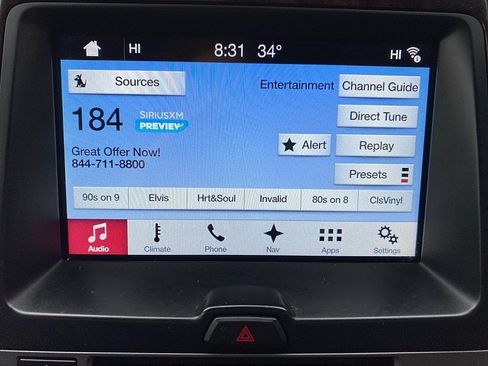 HI 8:31 34° HI
Sources
Entertainment
Channel Guide
184 SIRIUSXM
PREVIEW
Direct Tune
Great Offer Now!
844-711-8800
Alert
Replay
Presets
90s on 9 Elvis Hrt&Soul Invalid 80s on 8 ClsVinyl
Audio Climate Phone Nav Apps Settings